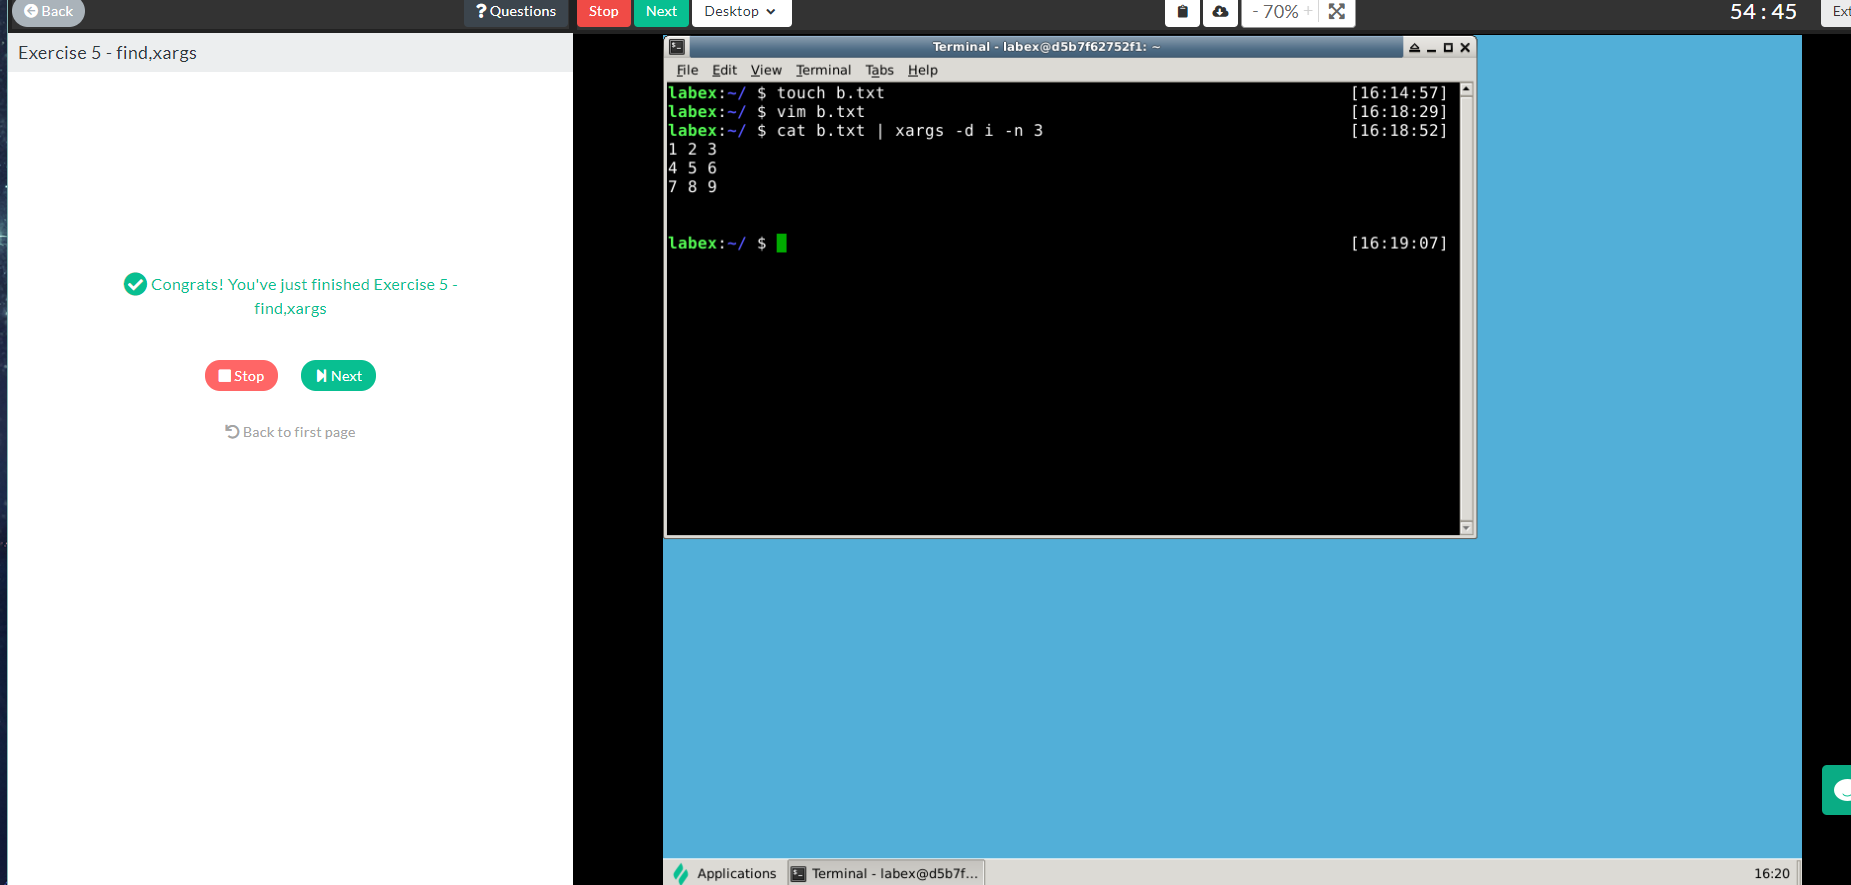 Back
? Questions
Stop
Next
Desktop
- 70% +
54 : 45
Ext
Exercise 5 - find,xargs
Congrats! You've just finished Exercise 5 -
find,xargs
Stop
Next
Back to first page
Terminal - labex@d5b7f62752f1: ~
File Edit View Terminal Tabs Help
labex:~/ $ touch b.txt [16:14:57]
labex:~/ $ vim b.txt [16:18:29]
labex:~/ $ cat b.txt | xargs -d i -n 3 [16:18:52]
1 2 3
4 5 6
7 8 9
labex:~/ $ [16:19:07]
Applications
Terminal - labex@d5b7f...
16:20